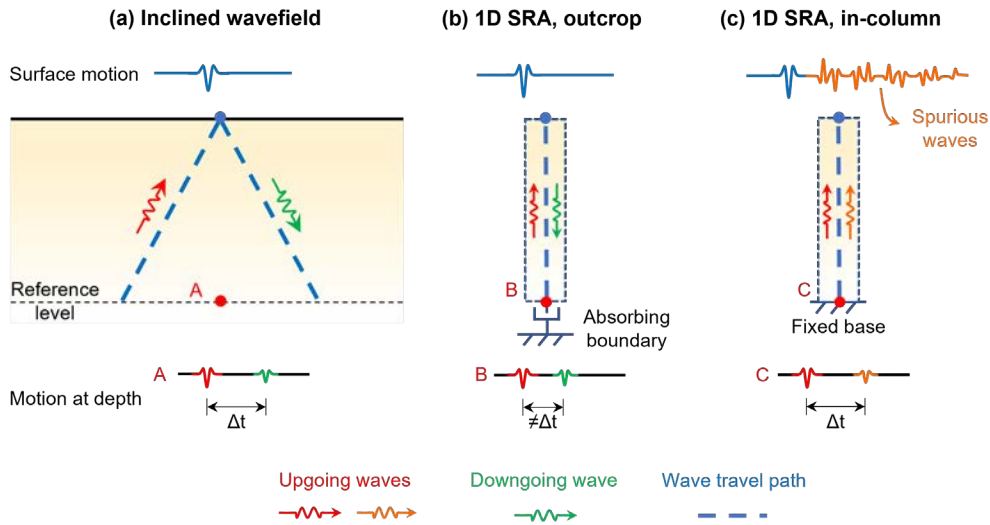 (a) Inclined wavefield
(b) 1D SRA, outcrop
(c) 1D SRA, in-column
Surface motion
Spurious
waves
Reference
level
A
B
C
Absorbing
boundary
Fixed base
Motion at depth
A
B
C
Δt
≠Δt
Δt
Upgoing waves
Downgoing wave
Wave travel path